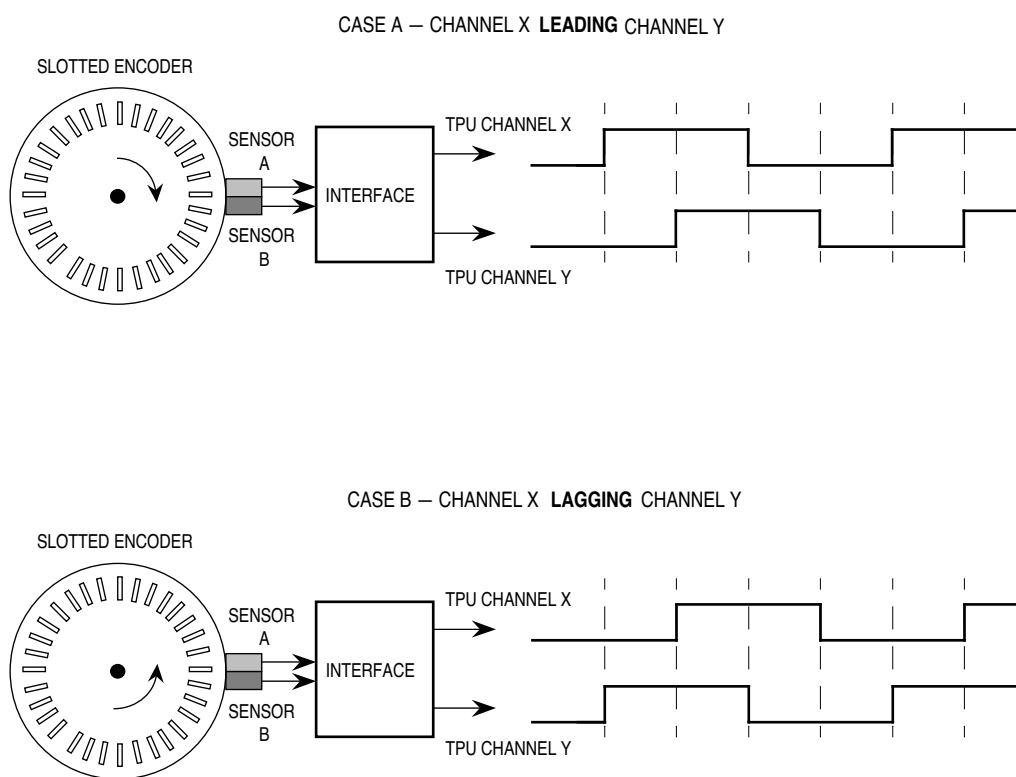 CASE A — CHANNEL X LEADING CHANNEL Y
SLOTTED ENCODER
SENSOR
A
INTERFACE
SENSOR
B
TPU CHANNEL X
TPU CHANNEL Y
CASE B — CHANNEL X LAGGING CHANNEL Y
SLOTTED ENCODER
SENSOR
A
INTERFACE
SENSOR
B
TPU CHANNEL X
TPU CHANNEL Y